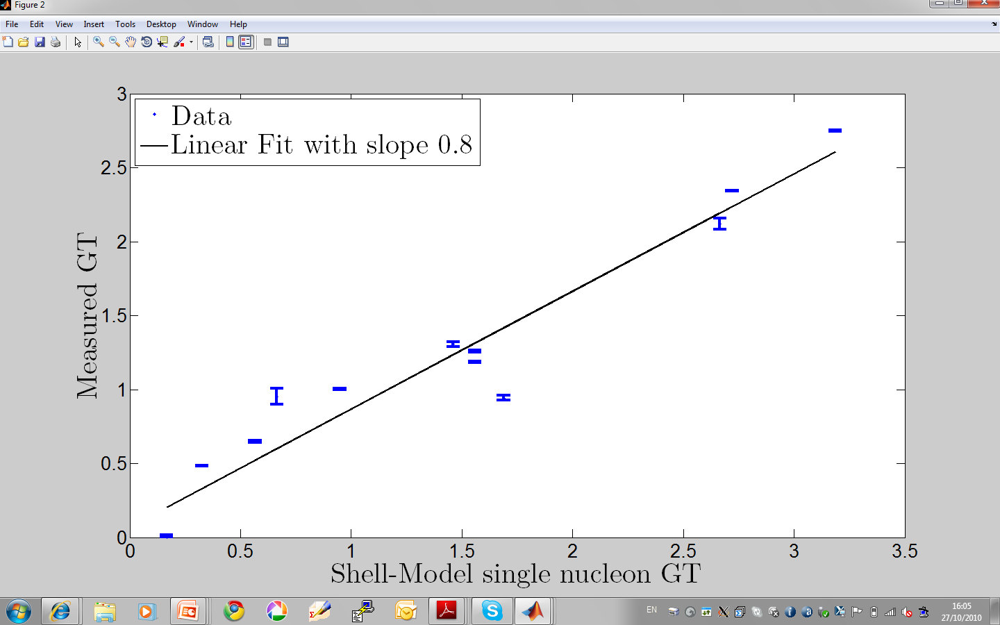 Figure 2
File Edit View Insert Tools Desktop Window Help
3
2.5
2
1.5
1
0.5
0
Data
Linear Fit with slope 0.8
Measured GT
0 0.5 1 1.5 2 2.5 3 3.5
Shell-Model single nucleon GT
EN
16:05
27/10/2010